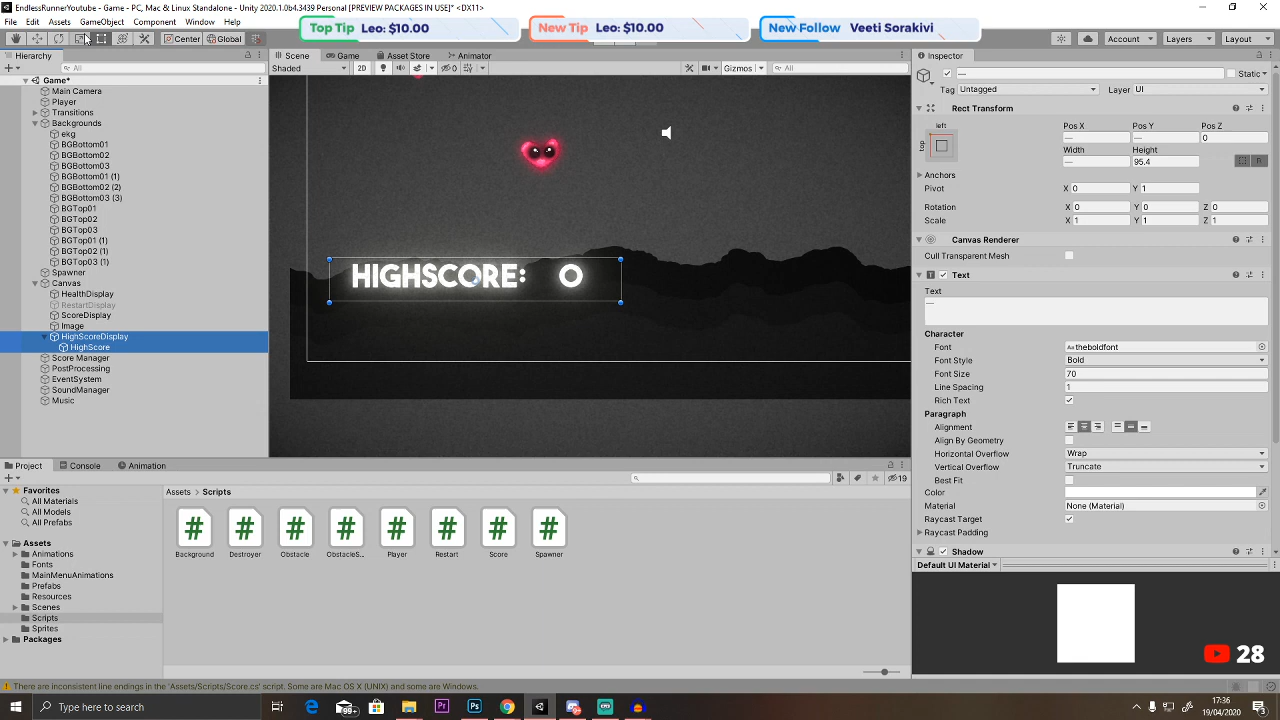 EndlessRunnerYoutube - Game - PC, Mac & Linux Standalone - Unity 2020.1.0b4.3439 Personal [PREVIEW PACKAGES IN USE]* <DX11>
File Edit Assets GameObject Component
Window Help
Top Tip Leo: $10.00
New Tip Leo: $10.00
New Follow Veeti Sorakivi
Center Global
Account Layers Layout
Hierarchy
All
Game*
Main Camera
Player
Transitions
Backgrounds
ekg
BGBottom01
BGBottom02
BGBottom03
BGBottom01 (1)
BGBottom02 (2)
BGBottom03 (3)
BGTop01
BGTop02
BGTop03
BGTop01 (1)
BGTop02 (1)
BGTop03 (1)
Spawner
Canvas
HealthDisplay
RestartDisplay
ScoreDisplay
Image
HighScoreDisplay
HighScore
Score Manager
PostProcessing
EventSystem
SoundManager
Music
Scene Game Asset Store Animator
Shaded 2D 0 Gizmos All
HIGHSCORE: 0
Inspector
—
Static
Tag Untagged Layer UI
Rect Transform
left
top
Pos X Pos Y Pos Z
— — 0
Width Height
— 95.4
R
Anchors
Pivot X 0 Y 1
Rotation X 0 Y 0 Z 0
Scale X 1 Y 1 Z 1
Canvas Renderer
Cull Transparent Mesh
Text
Text
—
Character
Font Aa theboldfont
Font Style Bold
Font Size 70
Line Spacing 1
Rich Text
Paragraph
Alignment
Align By Geometry
Horizontal Overflow Wrap
Vertical Overflow Truncate
Best Fit
Color
Material None (Material)
Raycast Target
Raycast Padding
Shadow
Default UI Material
Project Console Animation
19
Favorites
All Materials
All Models
All Prefabs
Assets
Animations
Fonts
MainMenuAnimations
Prefabs
Resources
Scenes
Scripts
Sprites
Packages
Assets > Scripts
Background Destroyer Obstacle ObstacleS... Player Restart Score Spawner
There are inconsistent line endings in the 'Assets/Scripts/Score.cs' script. Some are Mac OS X (UNIX) and some are Windows.
28
Type here to search
99+
17:36
19/04/2020